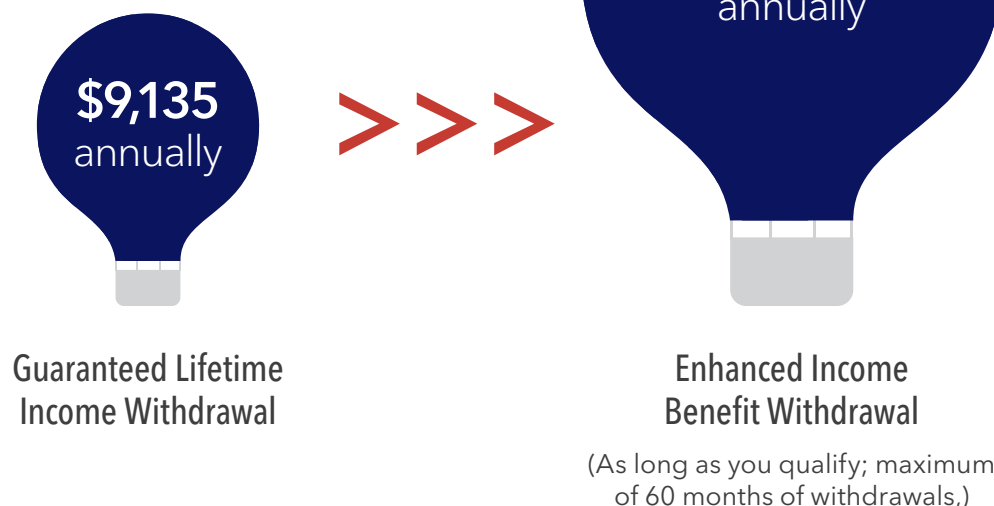 $9,135
annually
annually
>>>
Guaranteed Lifetime
Income Withdrawal
Enhanced Income
Benefit Withdrawal
(As long as you qualify; maximum
of 60 months of withdrawals,)